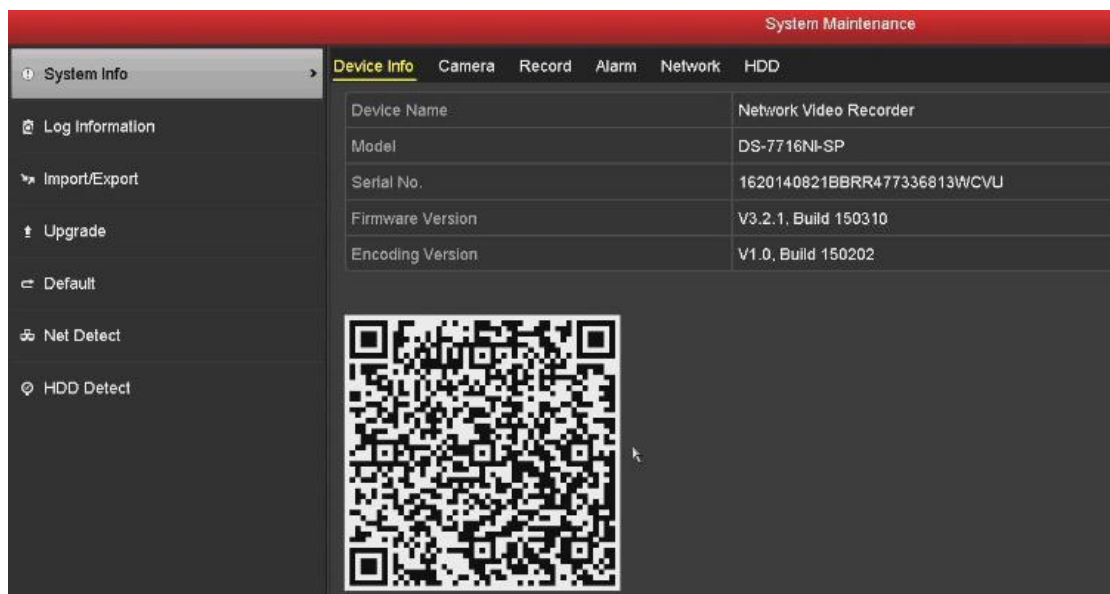 System Maintenance
System Info
Log Information
Import/Export
Upgrade
Default
Net Detect
HDD Detect
Device Info Camera Record Alarm Network HDD
Device Name Network Video Recorder
Model DS-7716NI-SP
Serial No. 1620140821BBRR477336813WCVU
Firmware Version V3.2.1, Build 150310
Encoding Version V1.0, Build 150202